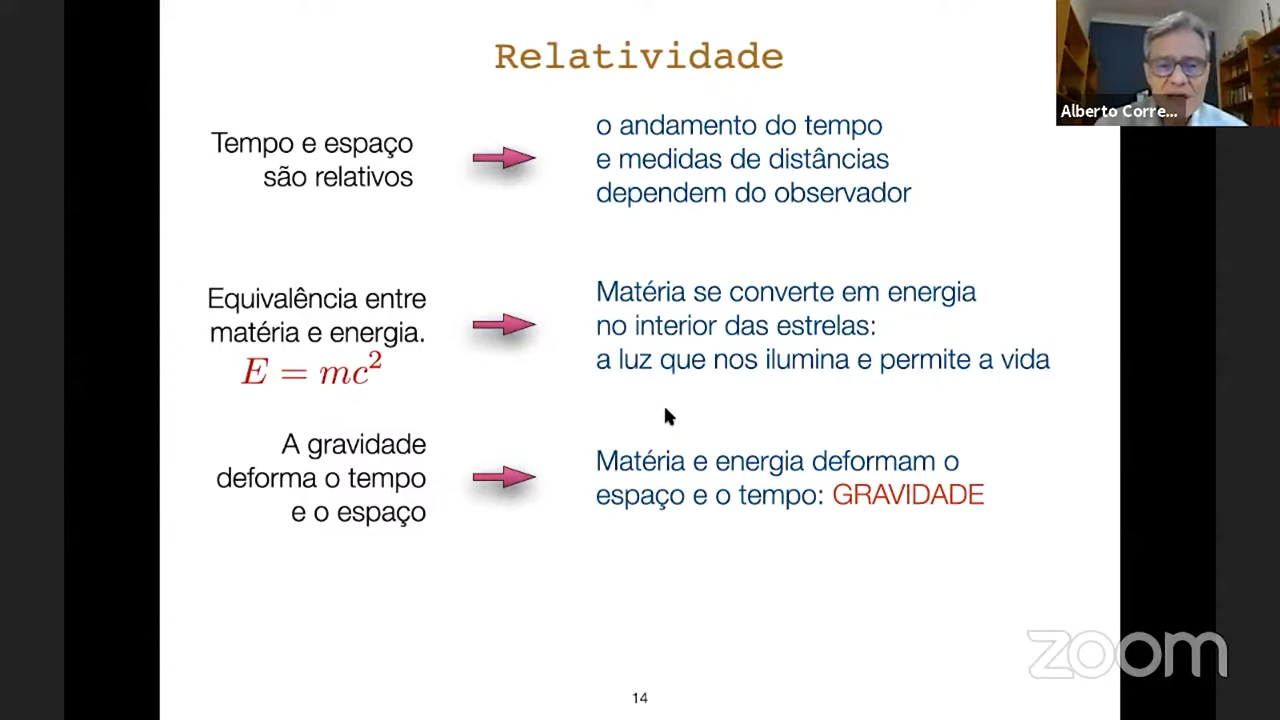 Relatividade
Alberto Corre...
Tempo e espaço
são relativos
o andamento do tempo
e medidas de distâncias
dependem do observador
Equivalência entre
matéria e energia.
E = mc²
Matéria se converte em energia
no interior das estrelas:
a luz que nos ilumina e permite a vida
A gravidade
deforma o tempo
e o espaço
Matéria e energia deformam o
espaço e o tempo: GRAVIDADE
zoom
14